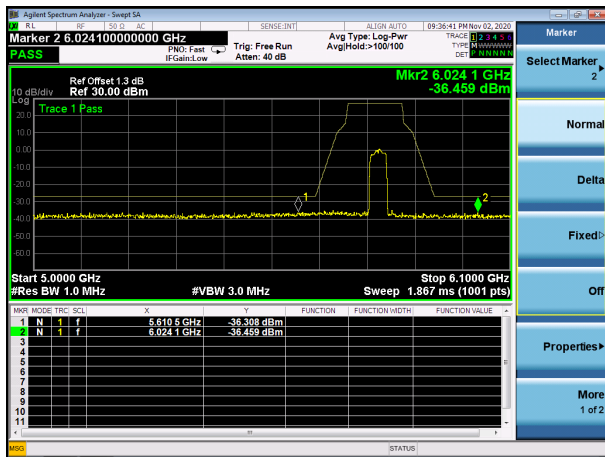 Agilent Spectrum Analyzer - Swept SA
RL RF 50 Ω AC SENSE:INT ALIGN AUTO 09:36:41 PM Nov 02, 2020
Marker 2 6.024100000000 GHz
Avg Type: Log-Pwr
TRACE 1 2 3 4 5 6
PASS
PNO: Fast
Trig: Free Run
Avg|Hold:>100/100
TYPE M W W W W W
IFGain:Low
Atten: 40 dB
DET P N N N N N
Ref Offset 1.3 dB
Mkr2 6.024 1 GHz
10 dB/div
Ref 30.00 dBm
-36.459 dBm
Log
Trace 1 Pass
20.0
10.0
0.00
-10.0
-20.0
-30.0
-40.0
-50.0
-60.0
1
2
Start 5.0000 GHz
Stop 6.1000 GHz
#Res BW 1.0 MHz
#VBW 3.0 MHz
Sweep 1.867 ms (1001 pts)
MKR MODE TRC SCL X Y FUNCTION FUNCTION WIDTH FUNCTION VALUE
1 N 1 f 5.610 5 GHz -36.308 dBm
2 N 1 f 6.024 1 GHz -36.459 dBm
3
4
5
6
7
8
9
10
11
MSG
STATUS
Marker
Select Marker
2
Normal
Delta
Fixed
Off
Properties
More
1 of 2